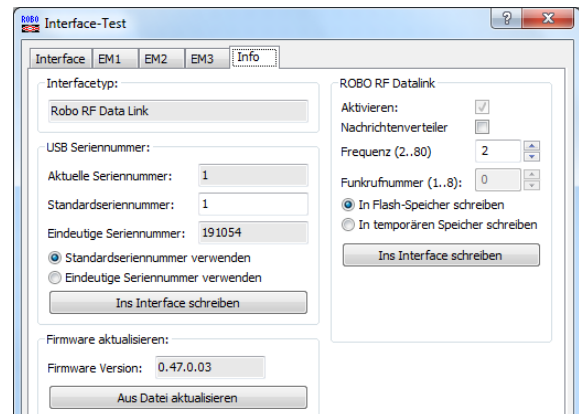 ROBO Interface-Test
Interface EM1 EM2 EM3 Info
Interfacetyp:
Robo RF Data Link
USB Seriennummer:
Aktuelle Seriennummer: 1
Standardseriennummer: 1
Eindeutige Seriennummer: 191054
Standardseriennummer verwenden
Eindeutige Seriennummer verwenden
Ins Interface schreiben
Firmware aktualisieren:
Firmware Version: 0.47.0.03
Aus Datei aktualisieren
ROBO RF Datalink
Aktivieren:
Nachrichtenverteiler
Frequenz (2..80) 2
Funkrufnummer (1..8): 0
In Flash-Speicher schreiben
In temporären Speicher schreiben
Ins Interface schreiben